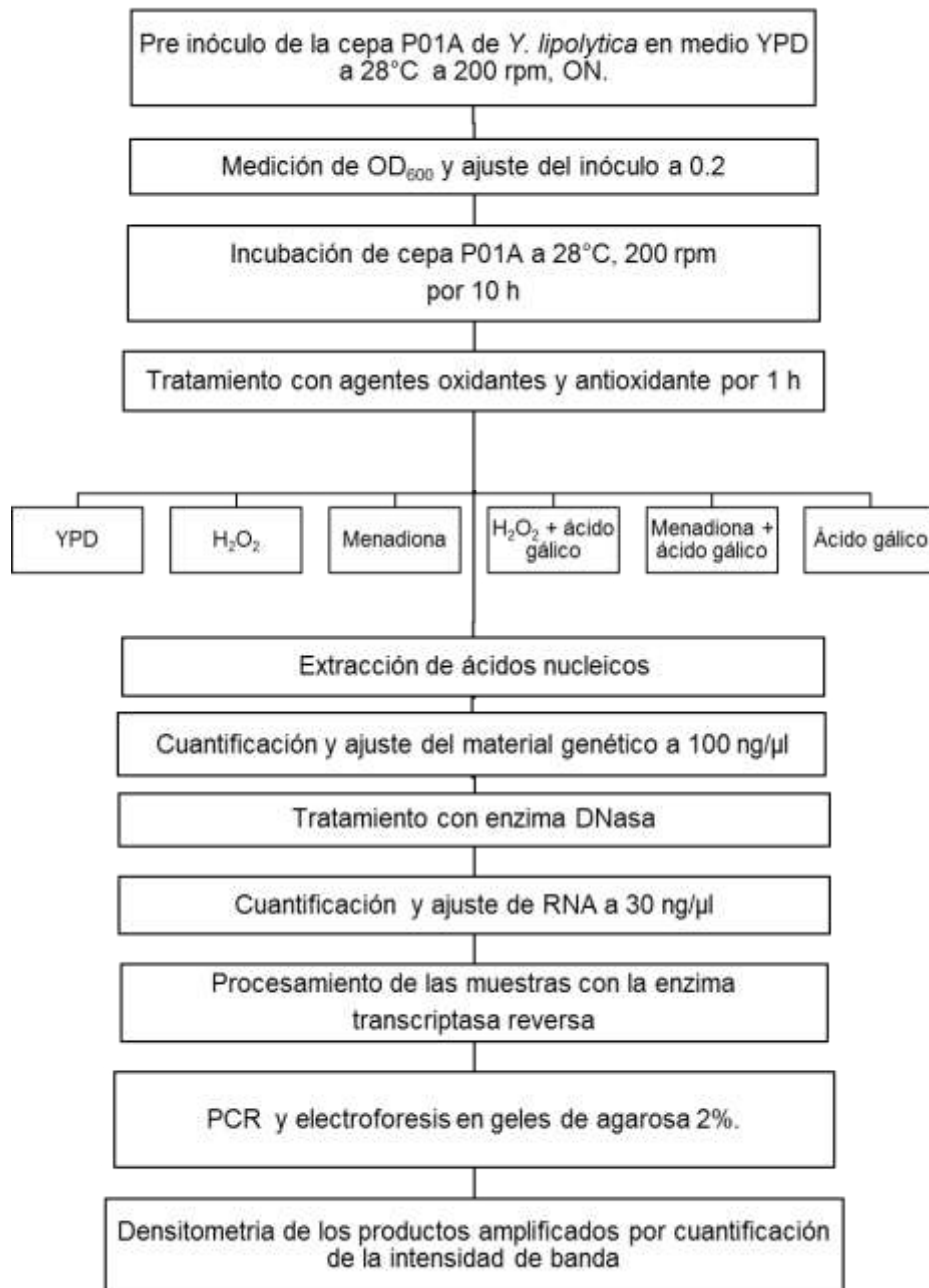 Pre inóculo de la cepa P01A de Y. lipolytica en medio YPD
a 28°C a 200 rpm, ON.
Medición de OD₆₀₀ y ajuste del inóculo a 0.2
Incubación de cepa P01A a 28°C, 200 rpm
por 10 h
Tratamiento con agentes oxidantes y antioxidante por 1 h
YPD
H₂O₂
Menadiona
H₂O₂ + ácido
gálico
Menadiona +
ácido gálico
Ácido gálico
Extracción de ácidos nucleicos
Cuantificación y ajuste del material genético a 100 ng/µl
Tratamiento con enzima DNasa
Cuantificación y ajuste de RNA a 30 ng/µl
Procesamiento de las muestras con la enzima
transcriptasa reversa
PCR y electroforesis en geles de agarosa 2%.
Densitometria de los productos amplificados por cuantificación
de la intensidad de banda